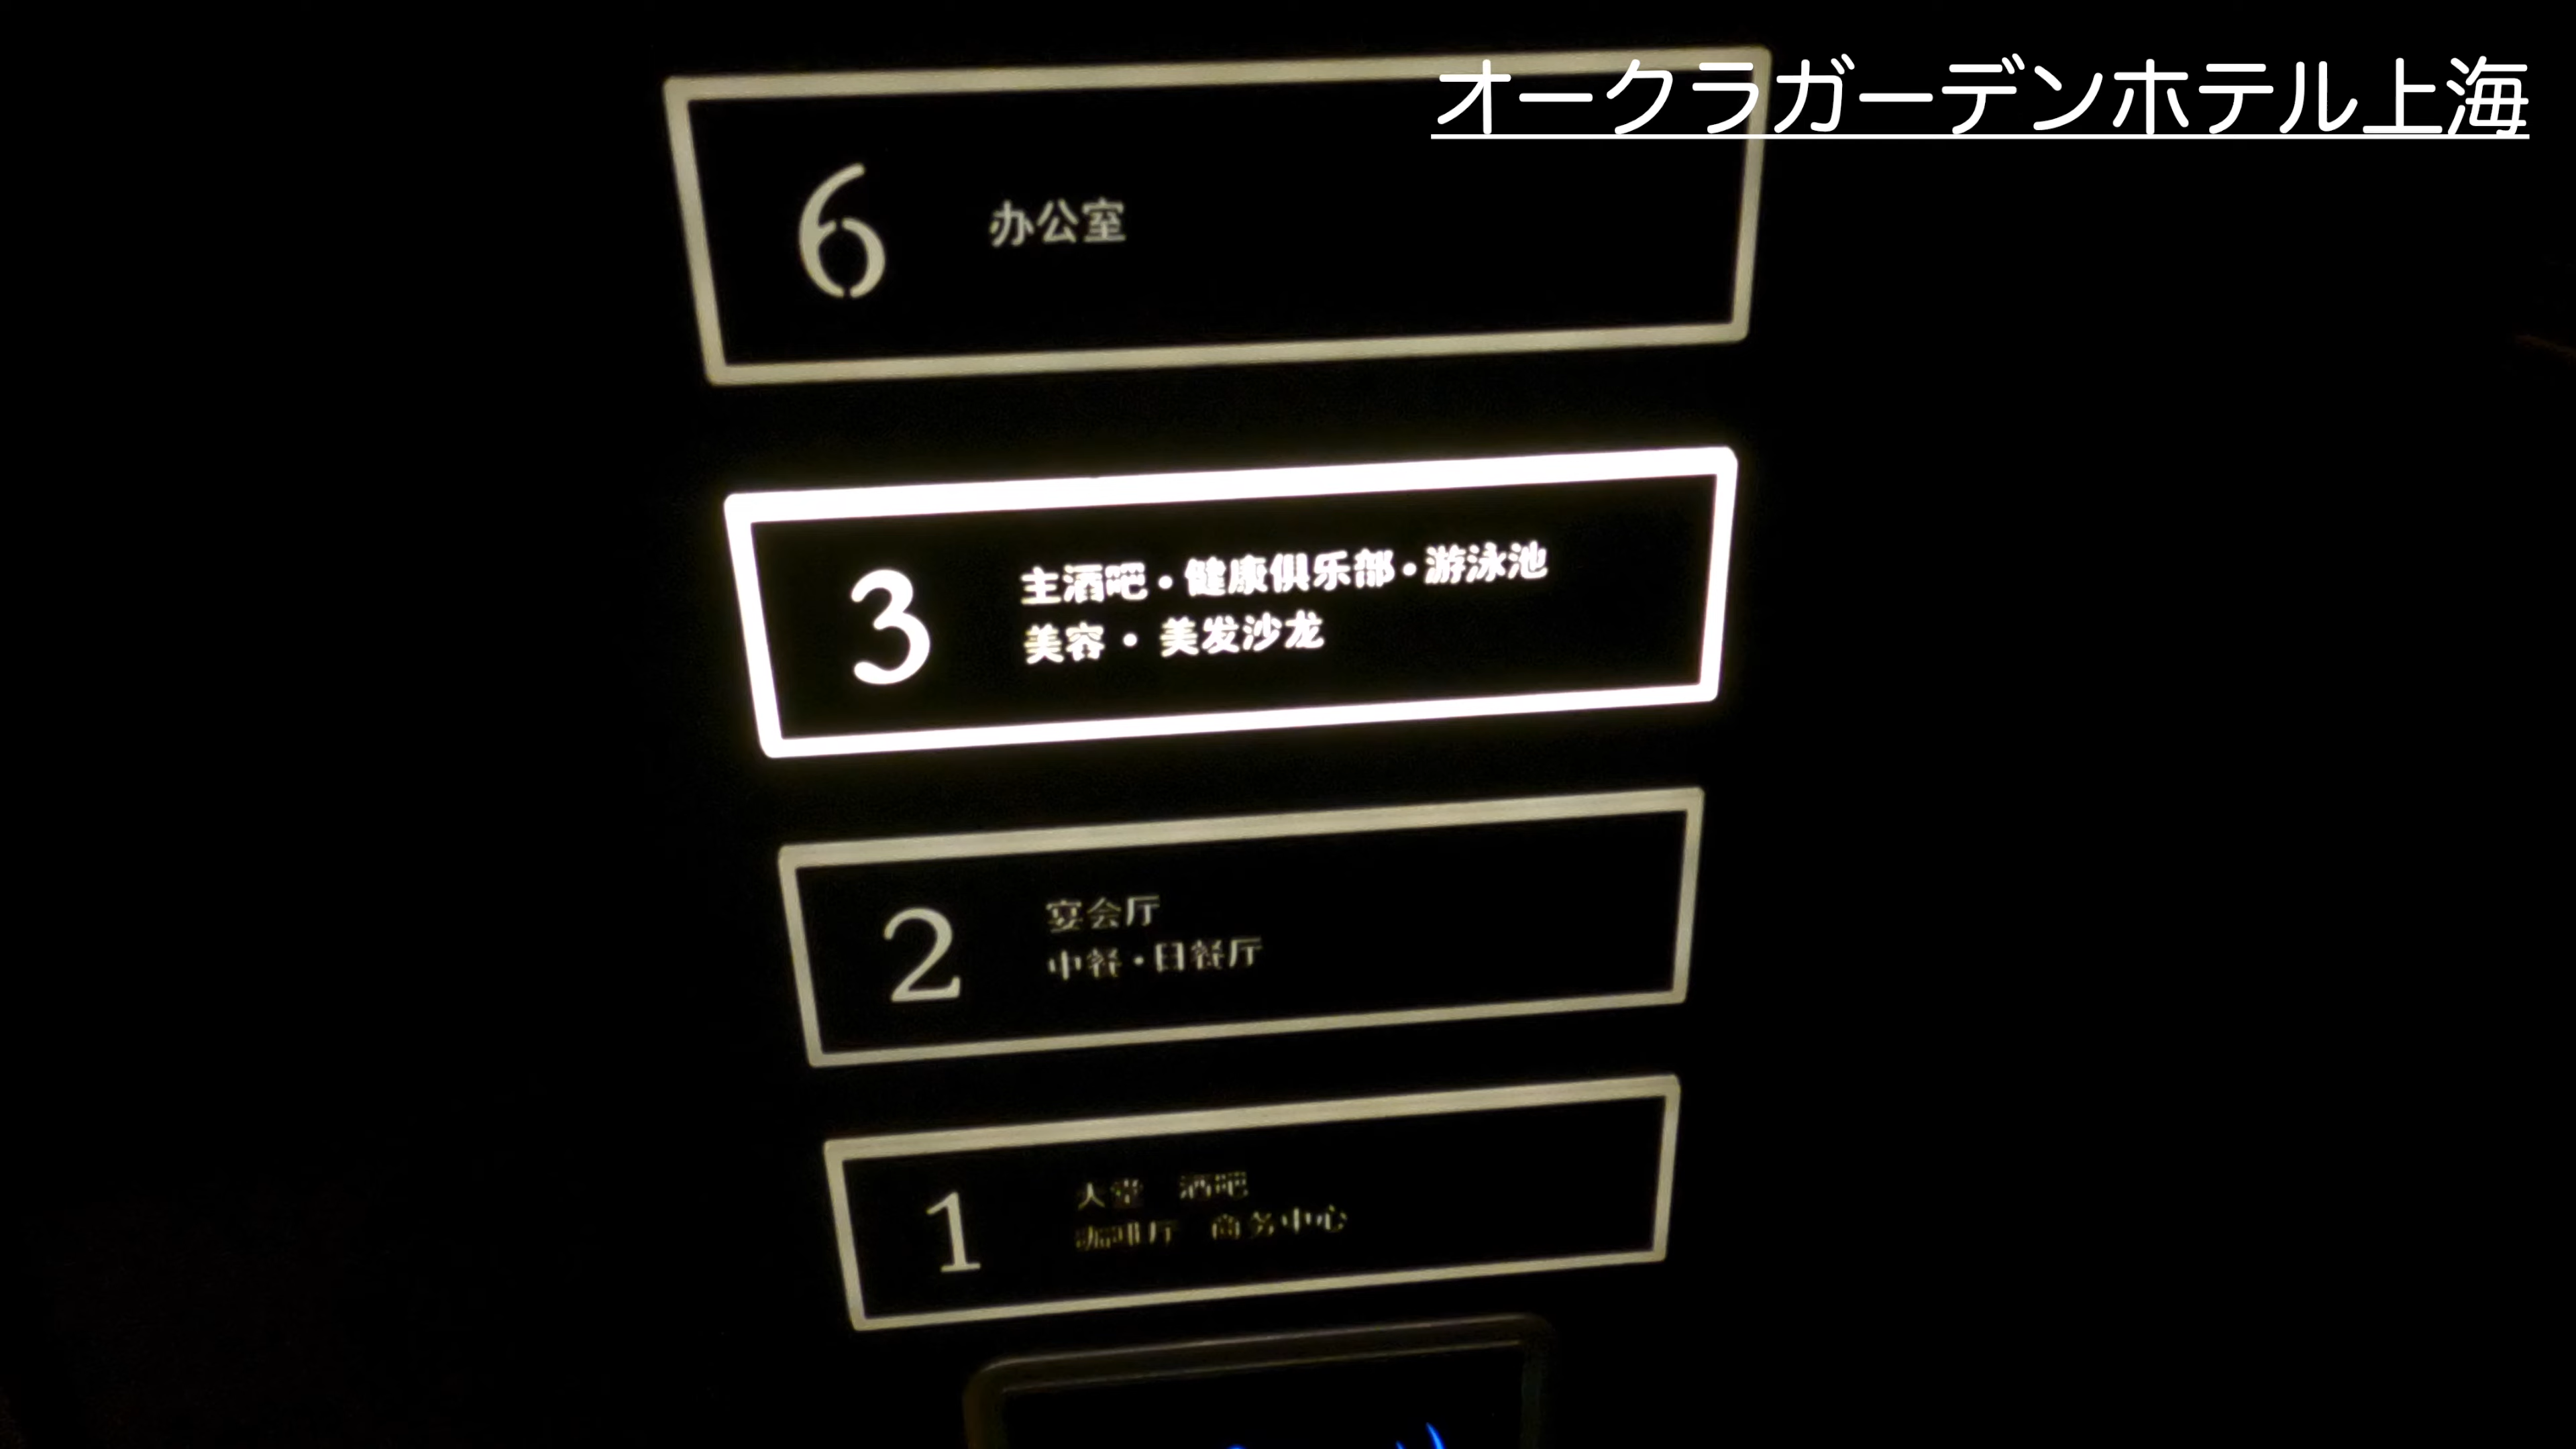 オークラガーデンホテル上海
6 办公室
3 主酒吧・健康俱乐部・游泳池
美容・美发沙龙
2 宴会厅
中餐・日餐厅
1 大堂 酒吧
咖啡厅 商务中心